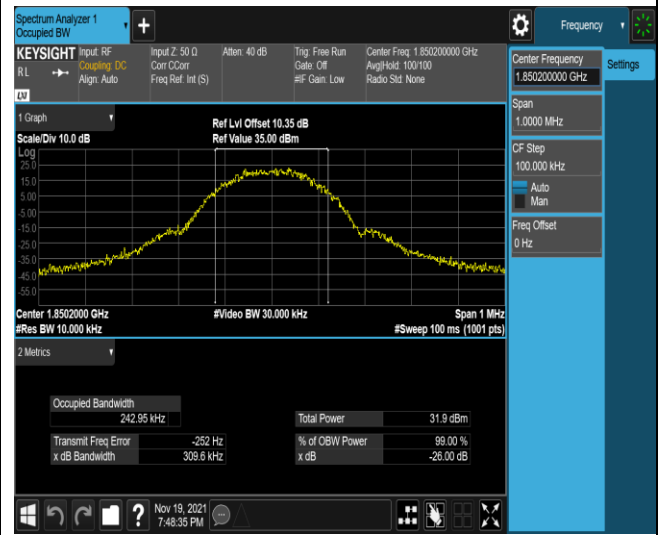 Spectrum Analyzer 1
Occupied BW
+
Frequency
KEYSIGHT
RL
LXI
Input: RF
Coupling: DC
Align: Auto
Input Z: 50 Ω
Corr CCorr
Freq Ref: Int (S)
Atten: 40 dB
Trig: Free Run
Gate: Off
#IF Gain: Low
Center Freq: 1.850200000 GHz
Avg|Hold: 100/100
Radio Std: None
Center Frequency
1.850200000 GHz
Settings
Span
1.0000 MHz
CF Step
100.000 kHz
Auto
Man
Freq Offset
0 Hz
1 Graph
Scale/Div 10.0 dB
Ref Lvl Offset 10.35 dB
Ref Value 35.00 dBm
Log
25.0
15.0
5.00
-5.00
-15.0
-25.0
-35.0
-45.0
-55.0
Center 1.8502 GHz
#Res BW 10.000 kHz
#Video BW 30.000 kHz
Span 1 MHz
#Sweep 100 ms (1001 pts)
2 Metrics
Occupied Bandwidth
242.95 kHz
Total Power 31.9 dBm
Transmit Freq Error -252 Hz
% of OBW Power 99.00 %
x dB Bandwidth 309.6 kHz
x dB -26.00 dB
?
Nov 19, 2021
7:48:35 PM